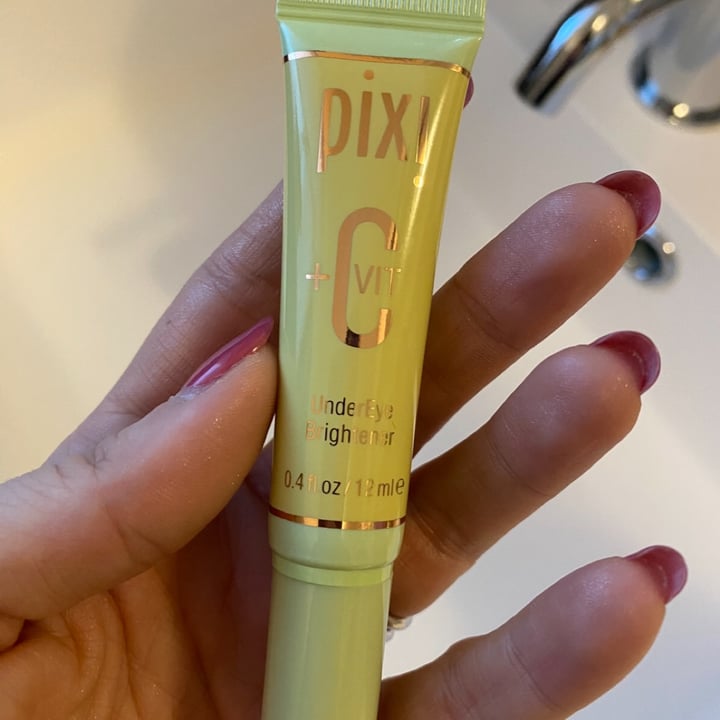 pixi
+C VIT
UnderEye
Brightener
0.4 fl oz / 12 ml e